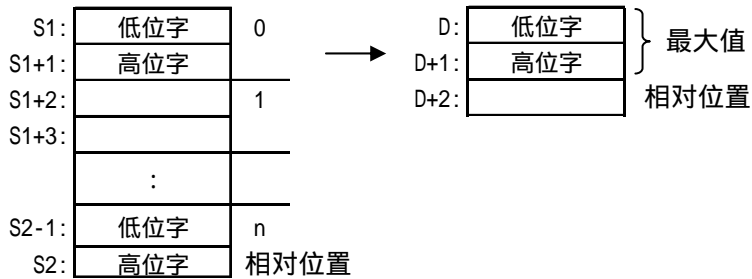 S1: 低位字 0
S1+1: 高位字
S1+2: 1
S1+3:
:
S2-1: 低位字 n
S2: 高位字 相对位置
D: 低位字
D+1: 高位字
最大值
D+2: 相对位置